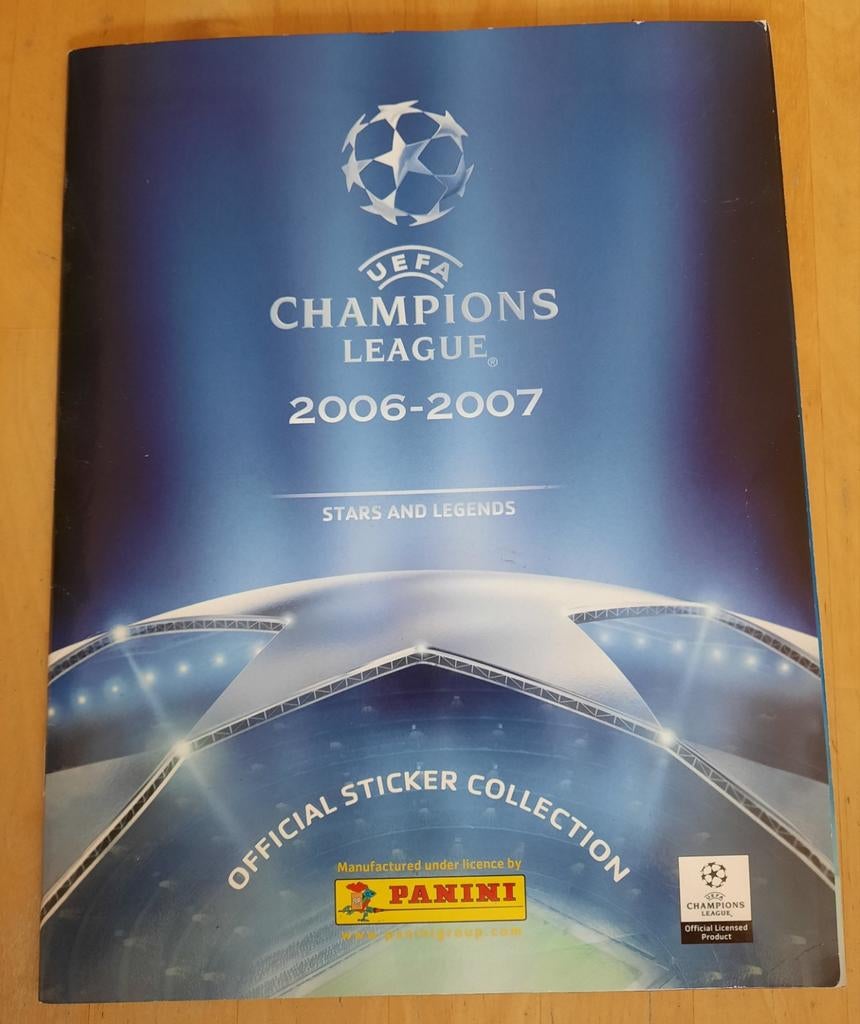 UEFA
CHAMPIONS
LEAGUE®
2006-2007
STARS AND LEGENDS
OFFICIAL STICKER COLLECTION
Manufactured under licence by
PANINI
www.paninigroup.com
UEFA
CHAMPIONS
LEAGUE
Official Licensed
Product